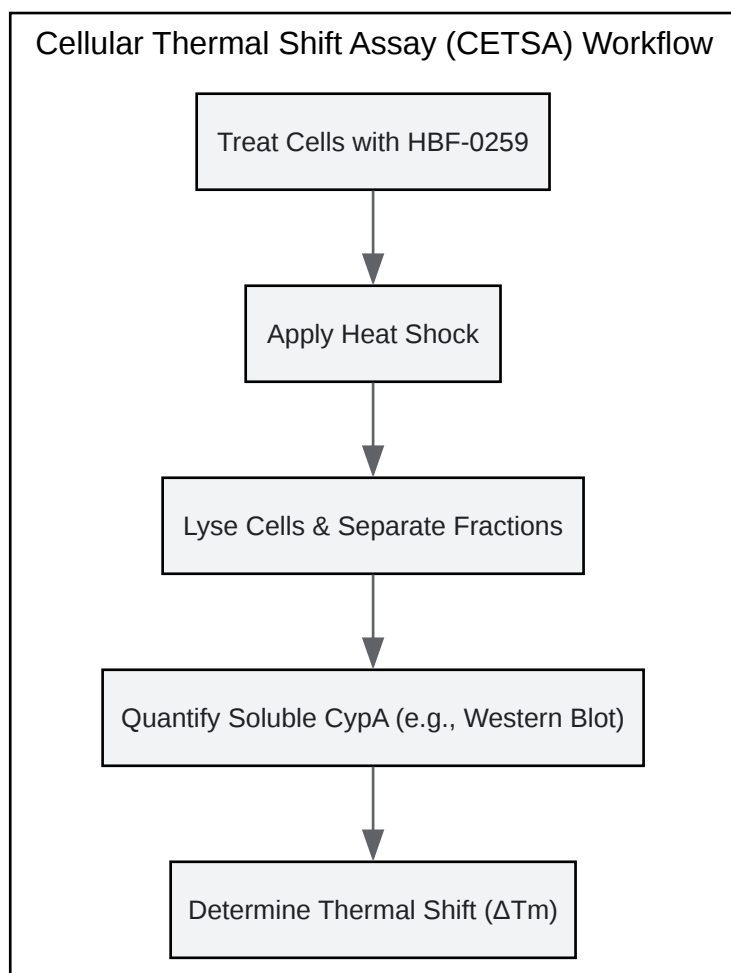 Cellular Thermal Shift Assay (CETSA) Workflow
Treat Cells with HBF-0259
Apply Heat Shock
Lyse Cells & Separate Fractions
Quantify Soluble CypA (e.g., Western Blot)
Determine Thermal Shift (ΔTm)